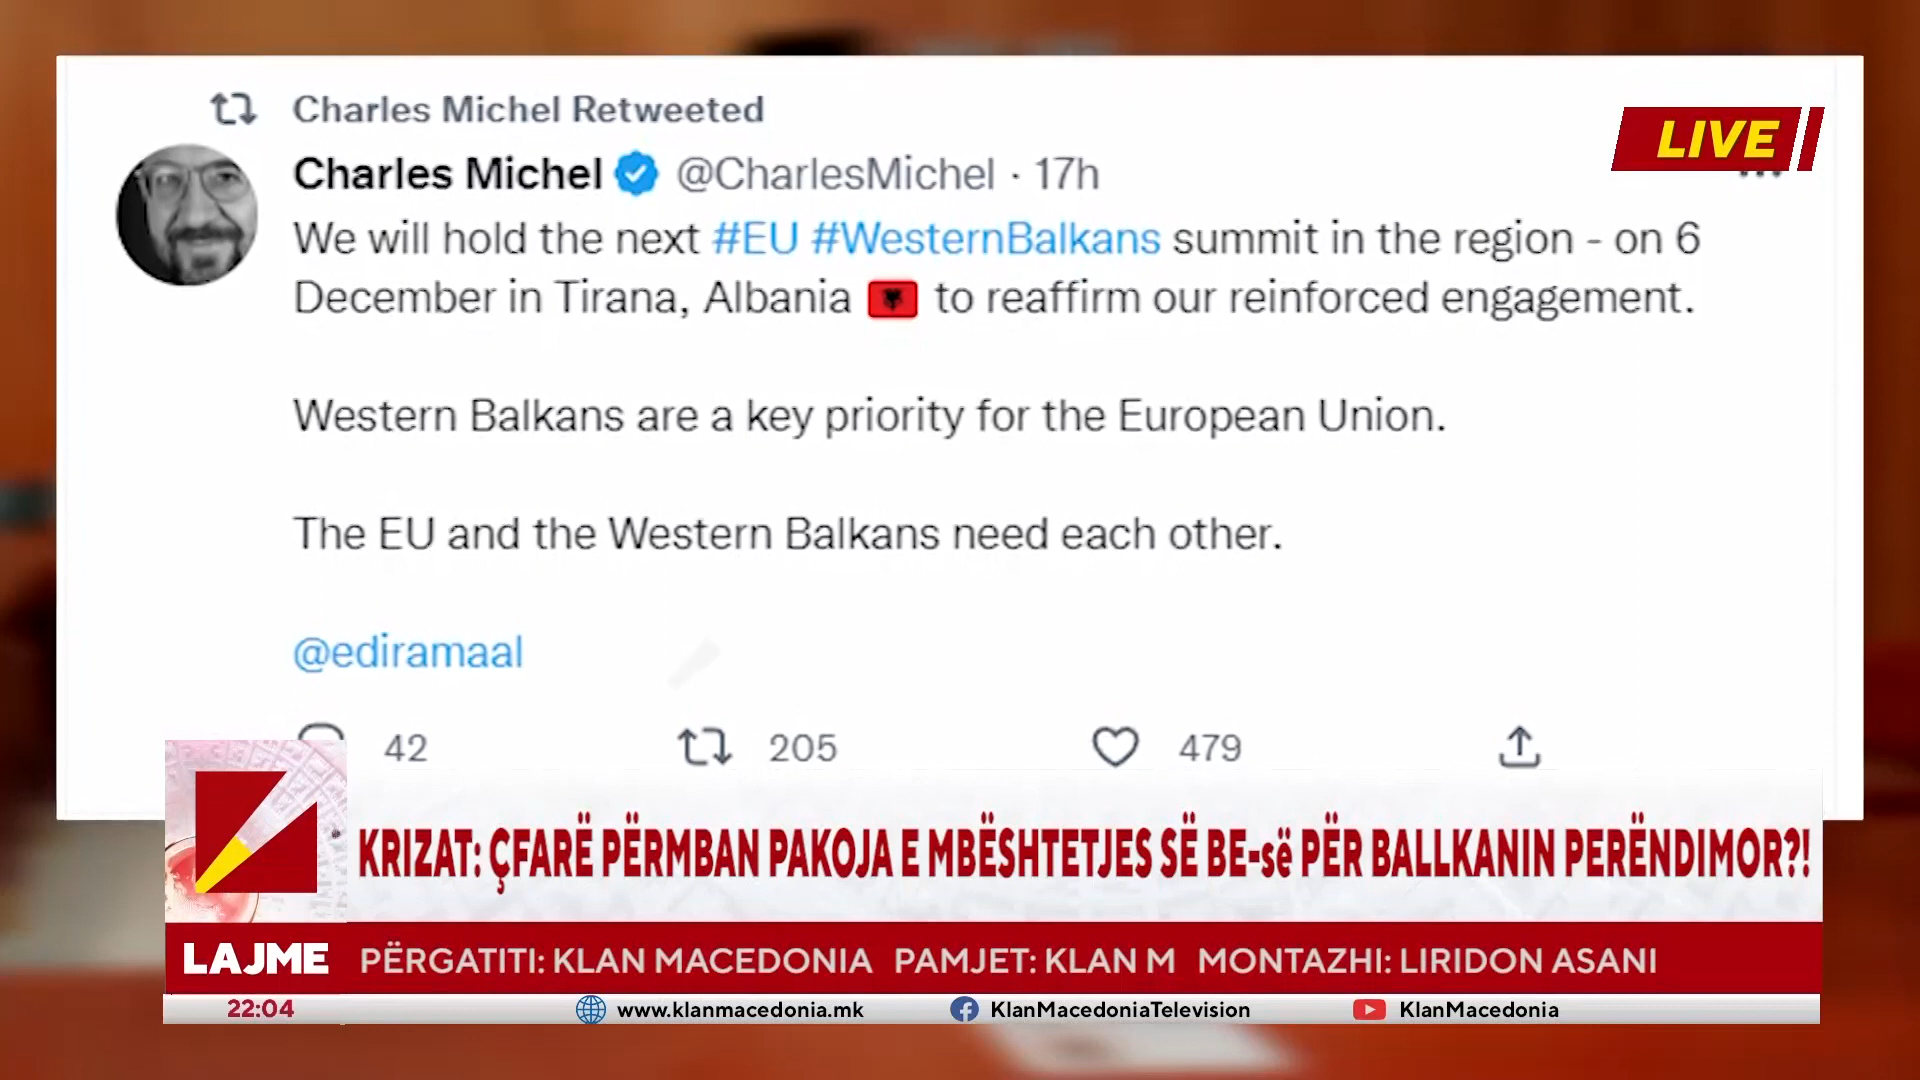 Charles Michel Retweeted
LIVE
Charles Michel @CharlesMichel · 17h
We will hold the next #EU #WesternBalkans summit in the region - on 6
December in Tirana, Albania 🇦🇱 to reaffirm our reinforced engagement.
Western Balkans are a key priority for the European Union.
The EU and the Western Balkans need each other.
@ediramaal
42 205 479
KRIZAT: ÇFARË PËRMBAN PAKOJA E MBËSHTETJES SË BE-së PËR BALLKANIN PERËNDIMOR?!
LAJME PËRGATITI: KLAN MACEDONIA PAMJET: KLAN M MONTAZHI: LIRIDON ASANI
22:04 www.klanmacedonia.mk KlanMacedoniaTelevision KlanMacedonia